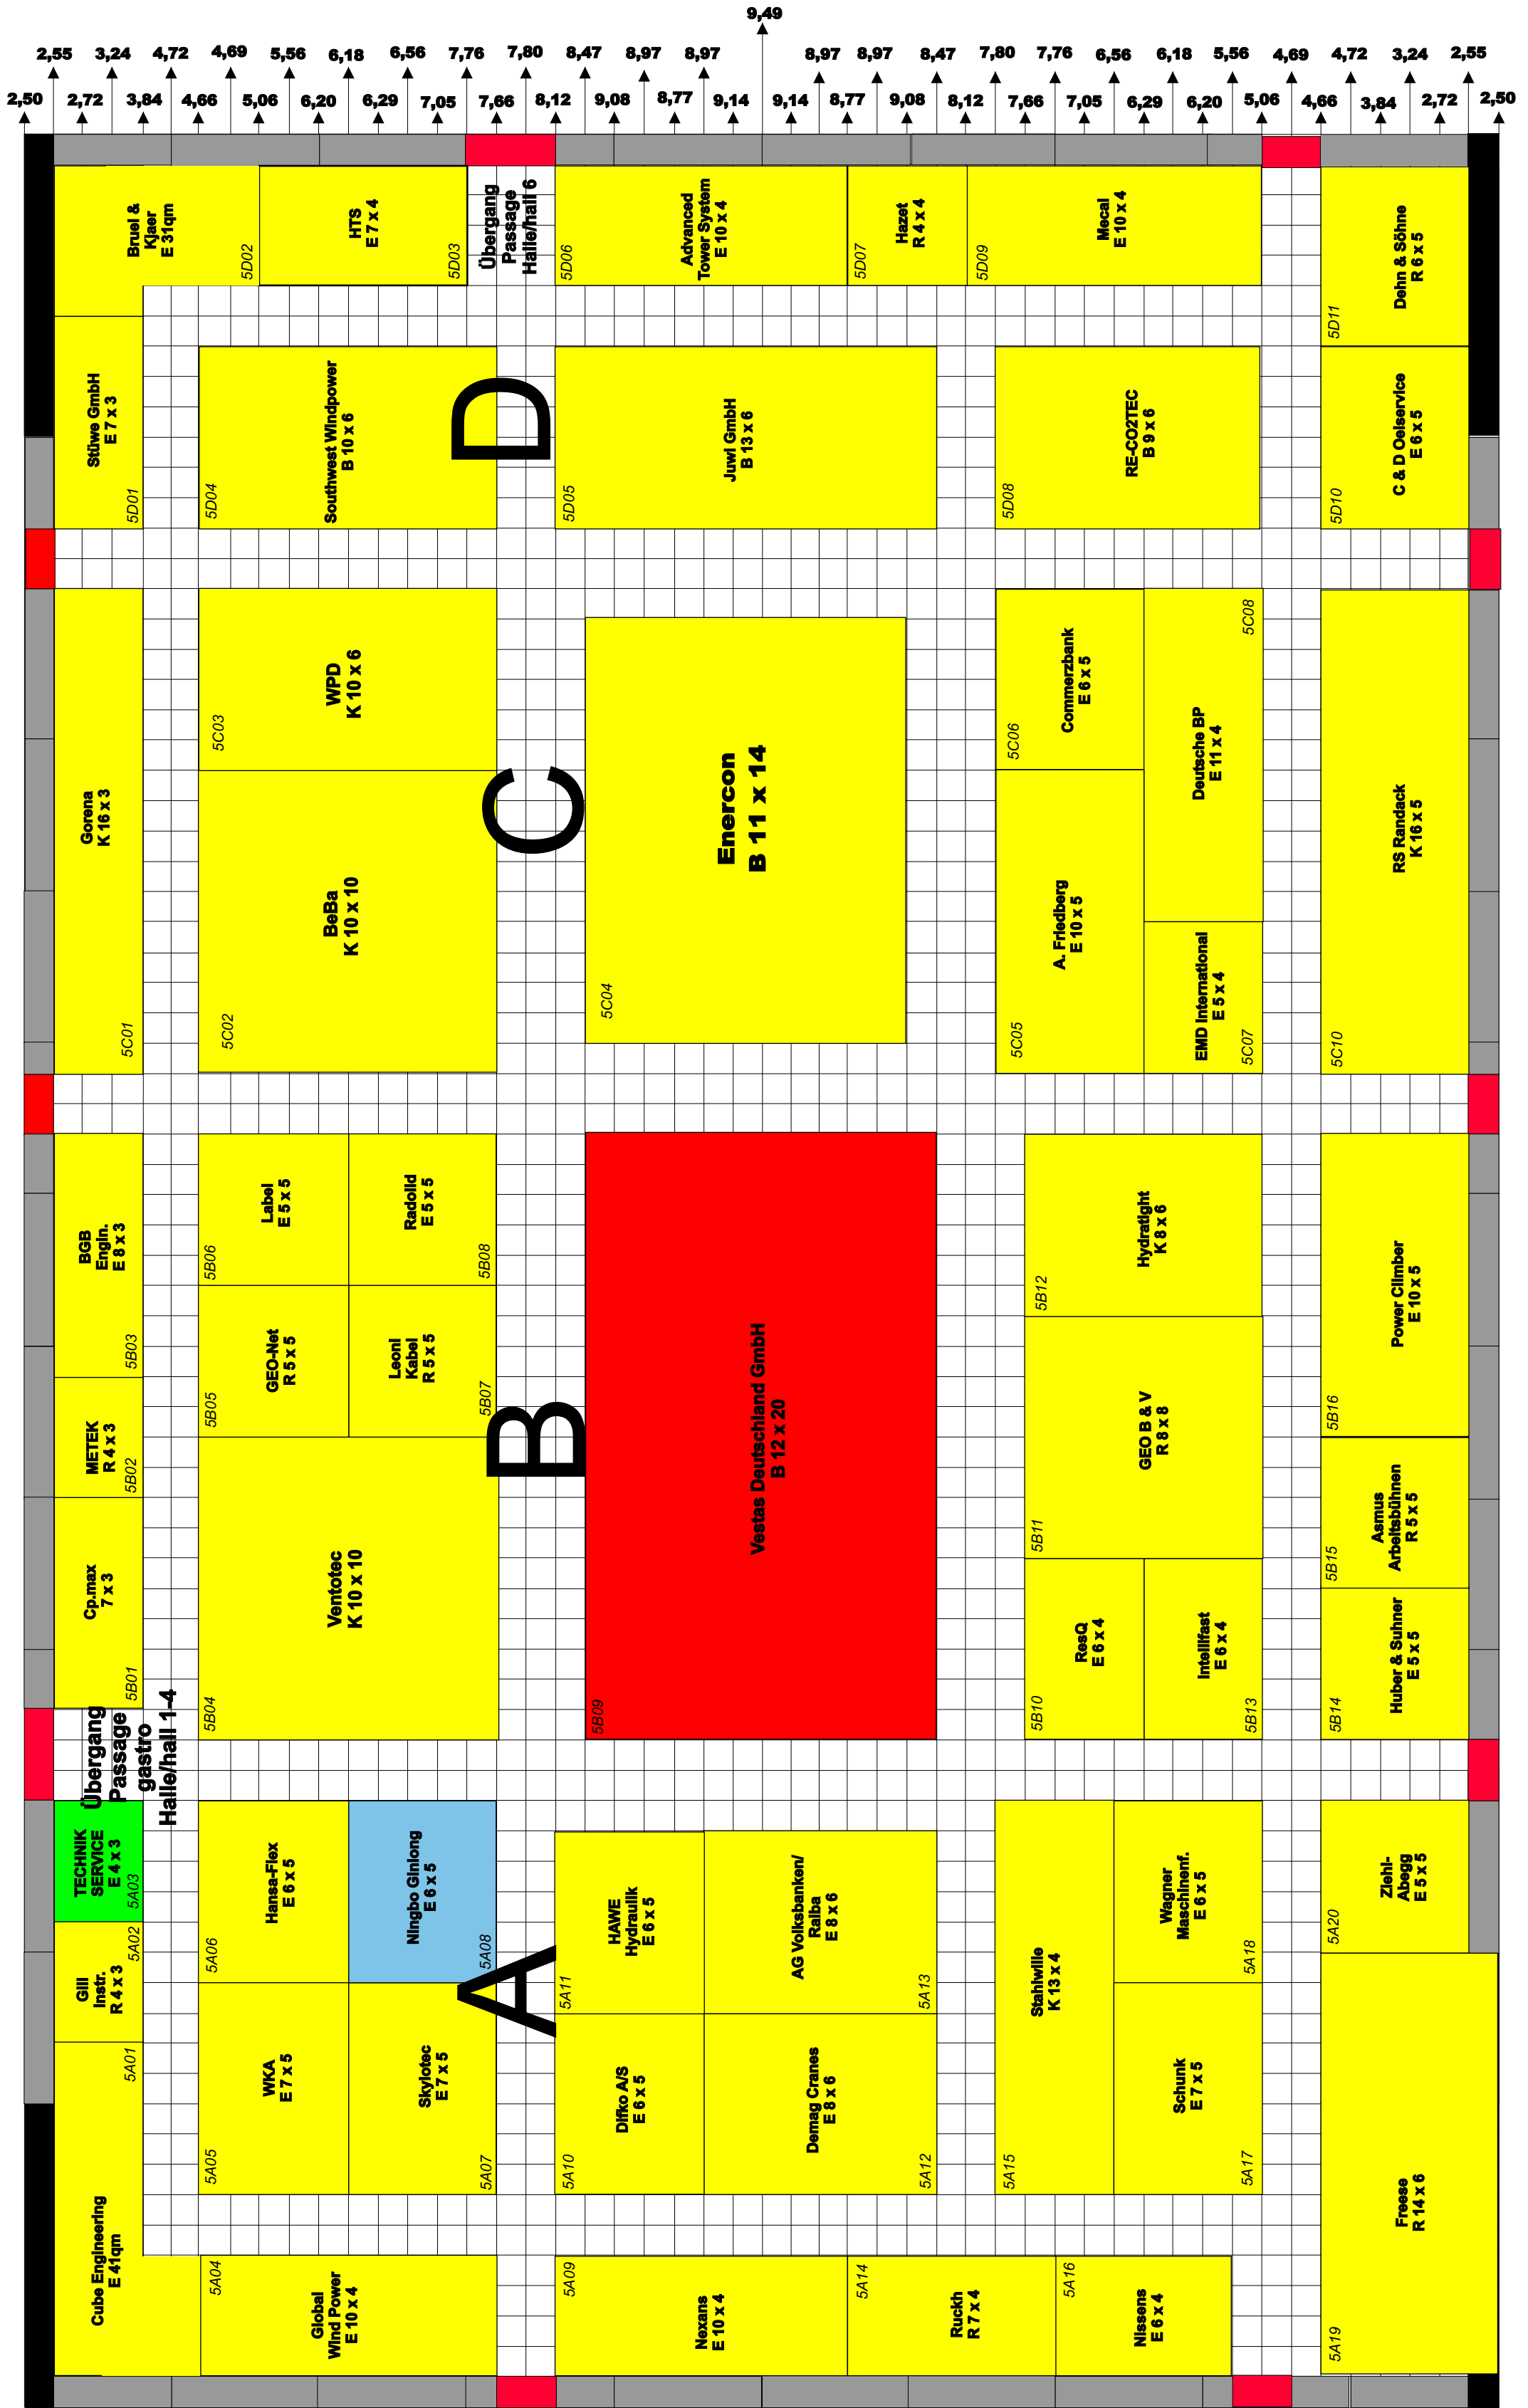 9,49
2,55 3,24 4,72 4,69 5,56 6,18 6,56 7,76 7,80 8,47 8,97 8,97 8,97 8,97 8,47 7,80 7,76 6,56 6,18 5,56 4,69 4,72 3,24 2,55
2,50 2,72 3,84 4,66 5,06 6,20 6,29 7,05 7,66 8,12 9,08 8,77 9,14 9,14 8,77 9,08 8,12 7,66 7,05 6,29 6,20 5,06 4,66 3,84 2,72 2,50
Bruel &
Kjaer
E 31qm
5D02
HTS
E 7 x 4
5D03
Übergang
Passage
Halle/hall 6
5D06
Advanced
Tower System
E 10 x 4
5D07
Hazet
R 4 x 4
5D09
Mecal
E 10 x 4
5D11
Dehn & Söhne
R 6 x 5
Stüwe GmbH
E 7 x 3
5D01
5D04
Southwest Windpower
B 10 x 6
D
5D05
Juwi GmbH
B 13 x 6
5D08
RE-CO2TEC
B 9 x 6
5D10
C & D Oelservice
E 6 x 5
Gorena
K 16 x 3
5C01
5C03
WPD
K 10 x 6
5C02
BeBa
K 10 x 10
C
5C04
Enercon
B 11 x 14
5C06
Commerzbank
E 6 x 5
5C08
Deutsche BP
E 11 x 4
5C05
A. Friedberg
E 10 x 5
EMD International
E 5 x 4
5C07
5C10
RS Randack
K 16 x 5
BGB
Engin.
E 8 x 3
5B03
METEK
R 4 x 3
5B02
Cp.max
7 x 3
5B01
5B06
Label
E 5 x 5
Radolid
E 5 x 5
5B08
5B05
GEO-Net
R 5 x 5
Leoni
Kabel
R 5 x 5
5B07
5B04
Ventotec
K 10 x 10
B
5B09
Vestas Deutschland GmbH
B 12 x 20
5B12
Hydratight
K 8 x 6
5B11
GEO B & V
R 8 x 8
5B10
ResQ
E 6 x 4
Intellifast
E 6 x 4
5B13
5B16
Power Climber
E 10 x 5
5B15
Asmus
Arbeitsbühnen
R 5 x 5
5B14
Huber & Suhner
E 5 x 5
Übergang
Passage
gastro
Halle/hall 1-4
TECHNIK
SERVICE
E 4 x 3
5A03
5A02
Gill
Instr.
R 4 x 3
5A01
Cube Engineering
E 41qm
5A06
Hansa-Flex
E 6 x 5
Ningbo Ginlong
E 6 x 5
5A08
5A05
WKA
E 7 x 5
Skylotec
E 7 x 5
5A07
A
5A11
HAWE
Hydraulik
E 6 x 5
AG Volksbanken/
Raiba
E 8 x 6
5A13
5A10
Difko A/S
E 6 x 5
Demag Cranes
E 8 x 6
5A12
5A15
Stahlwille
K 13 x 4
Wagner
Maschinenf.
E 6 x 5
5A18
Schunk
E 7 x 5
5A17
5A20
Ziehl-
Abegg
E 5 x 5
5A19
Freese
R 14 x 6
5A04
Global
Wind Power
E 10 x 4
5A09
Nexans
E 10 x 4
5A14
Ruckh
R 7 x 4
5A16
Nissens
E 6 x 4